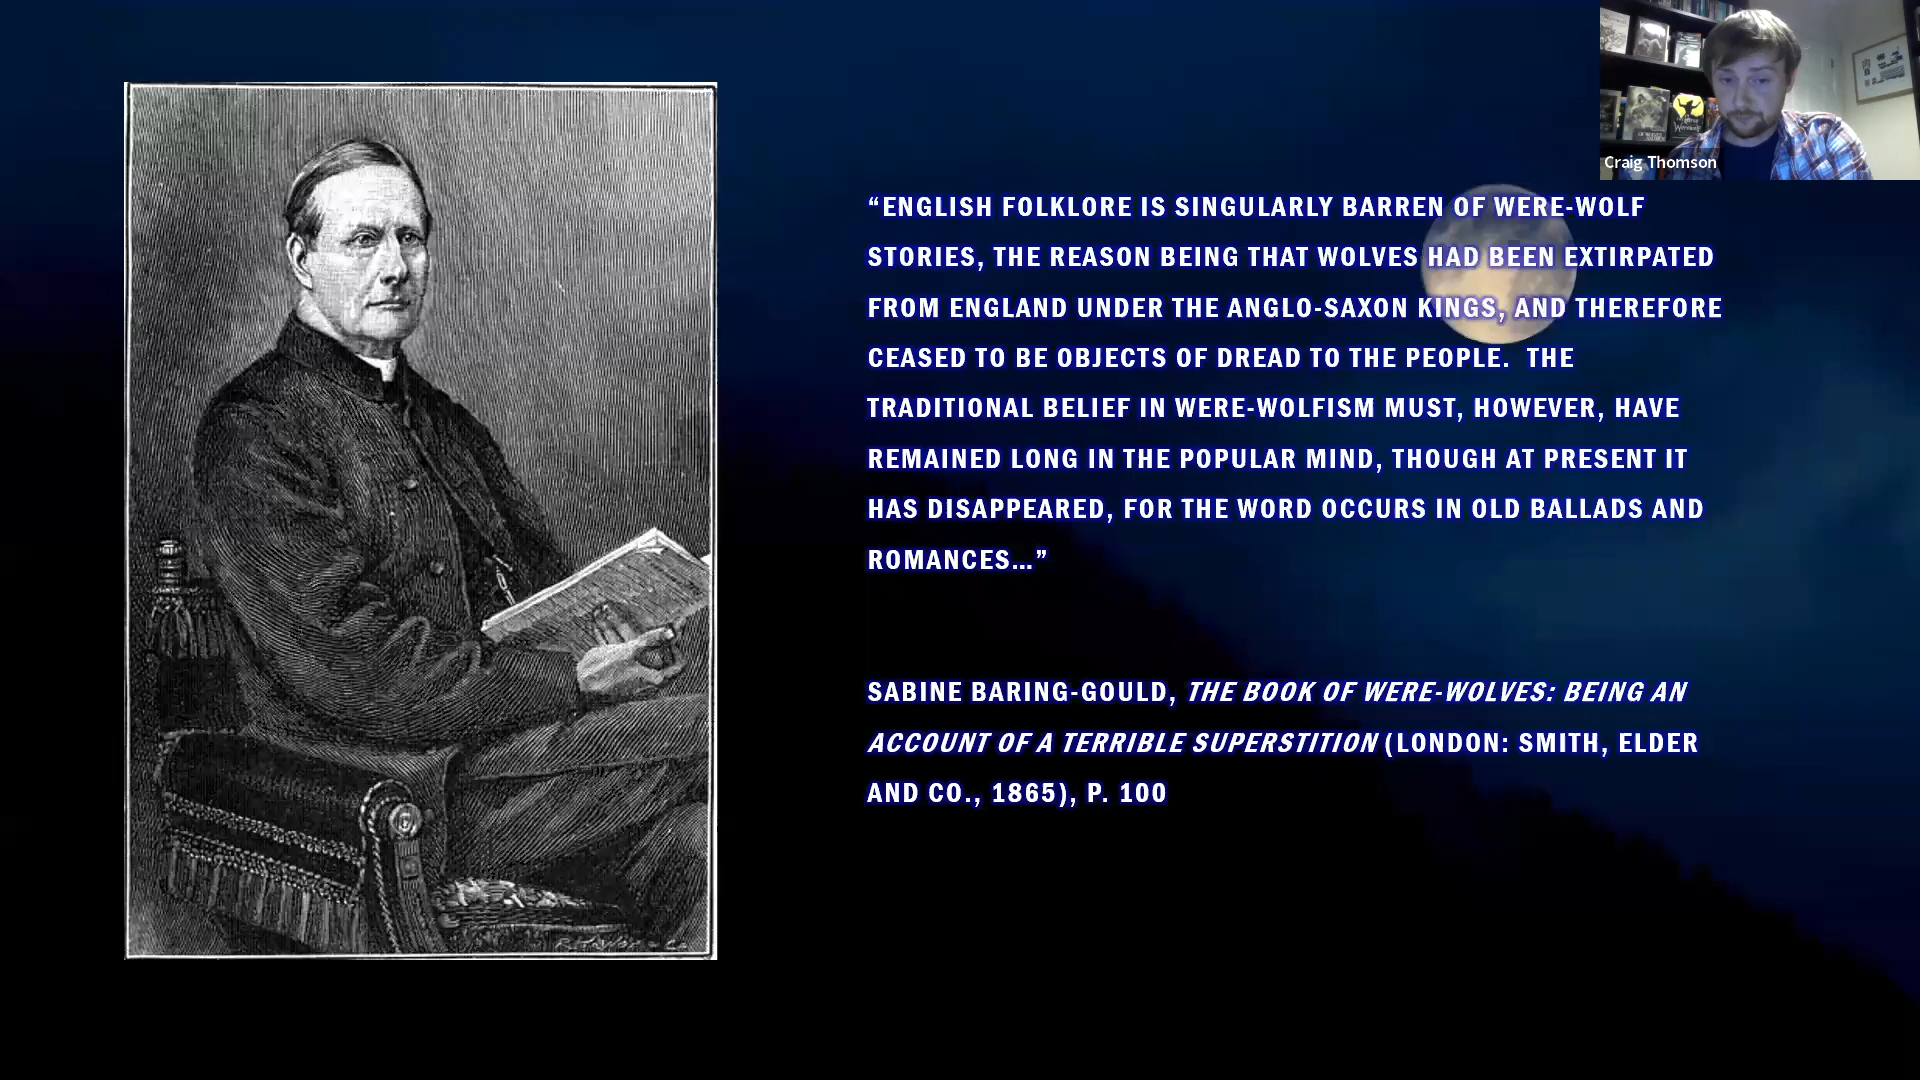 Craig Thomson
“ENGLISH FOLKLORE IS SINGULARLY BARREN OF WERE-WOLF
STORIES, THE REASON BEING THAT WOLVES HAD BEEN EXTIRPATED
FROM ENGLAND UNDER THE ANGLO-SAXON KINGS, AND THEREFORE
CEASED TO BE OBJECTS OF DREAD TO THE PEOPLE.  THE
TRADITIONAL BELIEF IN WERE-WOLFISM MUST, HOWEVER, HAVE
REMAINED LONG IN THE POPULAR MIND, THOUGH AT PRESENT IT
HAS DISAPPEARED, FOR THE WORD OCCURS IN OLD BALLADS AND
ROMANCES…”
SABINE BARING-GOULD, THE BOOK OF WERE-WOLVES: BEING AN
ACCOUNT OF A TERRIBLE SUPERSTITION (LONDON: SMITH, ELDER
AND CO., 1865), P. 100